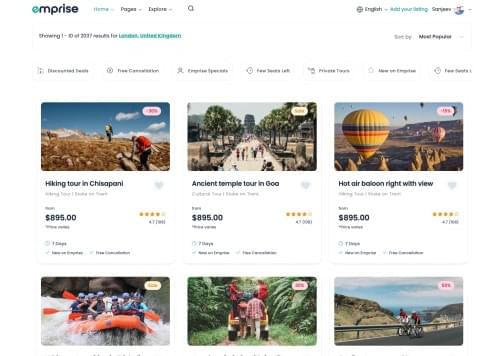 emprise
Home Pages Explore
English Add your listing Sanjeev
Showing 1 - 10 of 2037 results for London, United Kingdom
Sort by Most Popular
Discounted Deals Free Cancellation Emprise Specials Few Seats Left Private Tours New on Emprise Few Seats L
-30% -15%
Hiking tour in Chisapani Ancient temple tour in Goa Hot air baloon right with view
Hiking Tour | Stoke on Trent Cultural Tour | Stoke on Trent Hiking Tour | Stoke on Trent
from from from
$895.00 $895.00 $895.00
*Price varies 4.7 (108) *Price varies 4.7 (108) *Price varies 4.7 (108)
7 Days 7 Days 7 Days
New on Emprise Free Cancellation New on Emprise Free Cancellation New on Emprise Free Cancellation
50%